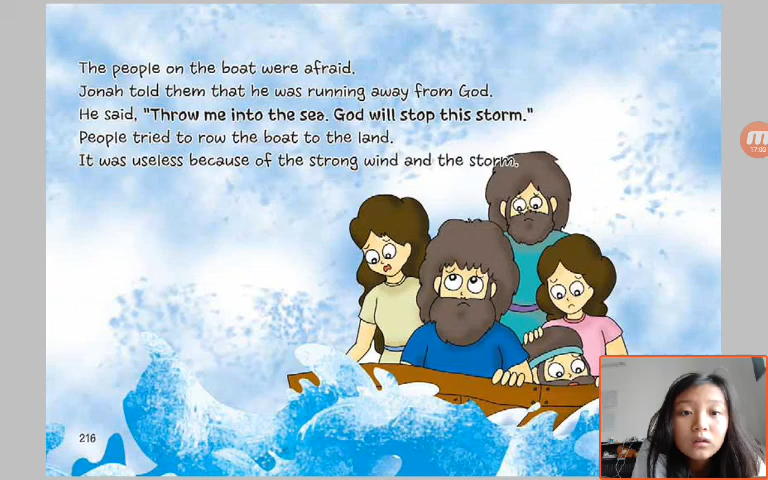 The people on the boat were afraid.
Jonah told them that he was running away from God.
He said, "Throw me into the sea. God will stop this storm."
People tried to row the boat to the land.
It was useless because of the strong wind and the storm.
216
17:03